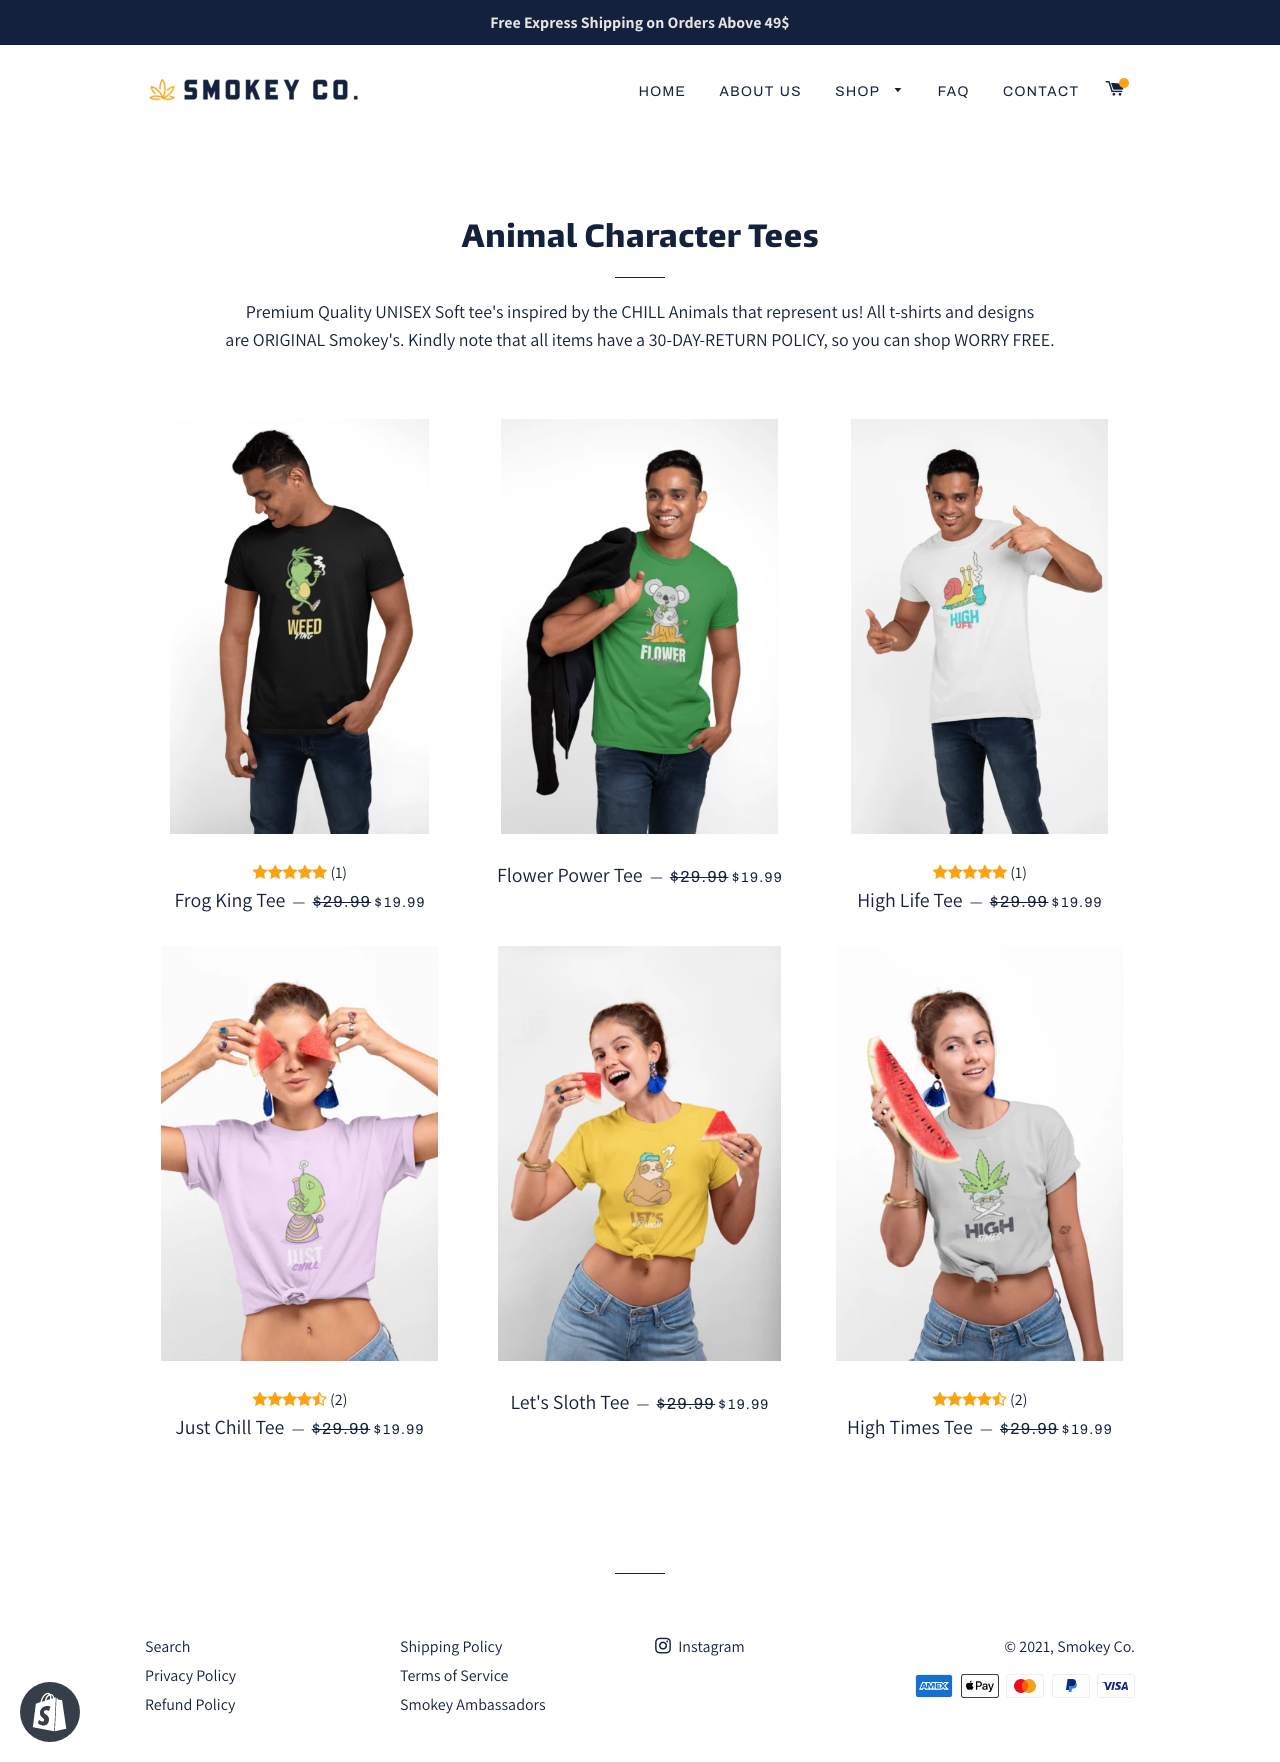 Free Express Shipping on Orders Above 49$
SMOKEY CO.
HOME ABOUT US SHOP FAQ CONTACT
Animal Character Tees
Premium Quality UNISEX Soft tee's inspired by the CHILL Animals that represent us! All t-shirts and designs
are ORIGINAL Smokey's. Kindly note that all items have a 30-DAY-RETURN POLICY, so you can shop WORRY FREE.
WEED
FLOWER
HIGH
LIFE
(1)
Frog King Tee — $29.99 $19.99
Flower Power Tee — $29.99 $19.99
(1)
High Life Tee — $29.99 $19.99
JUST
CHILL
LET'S
HIGH
TIMES
(2)
Just Chill Tee — $29.99 $19.99
Let's Sloth Tee — $29.99 $19.99
(2)
High Times Tee — $29.99 $19.99
Search
Privacy Policy
Refund Policy
Shipping Policy
Terms of Service
Smokey Ambassadors
Instagram
© 2021, Smokey Co.
AMEX Pay VISA